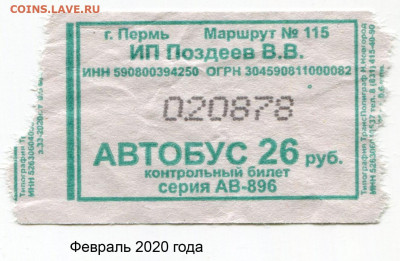 COINS.LAVE.RU
г. Пермь Маршрут № 115
ИП Поздеев В.В.
ИНН 590800394250 ОГРН 304590811000082
020878
АВТОБУС 26 руб.
контрольный билет
серия АВ-896
Февраль 2020 года